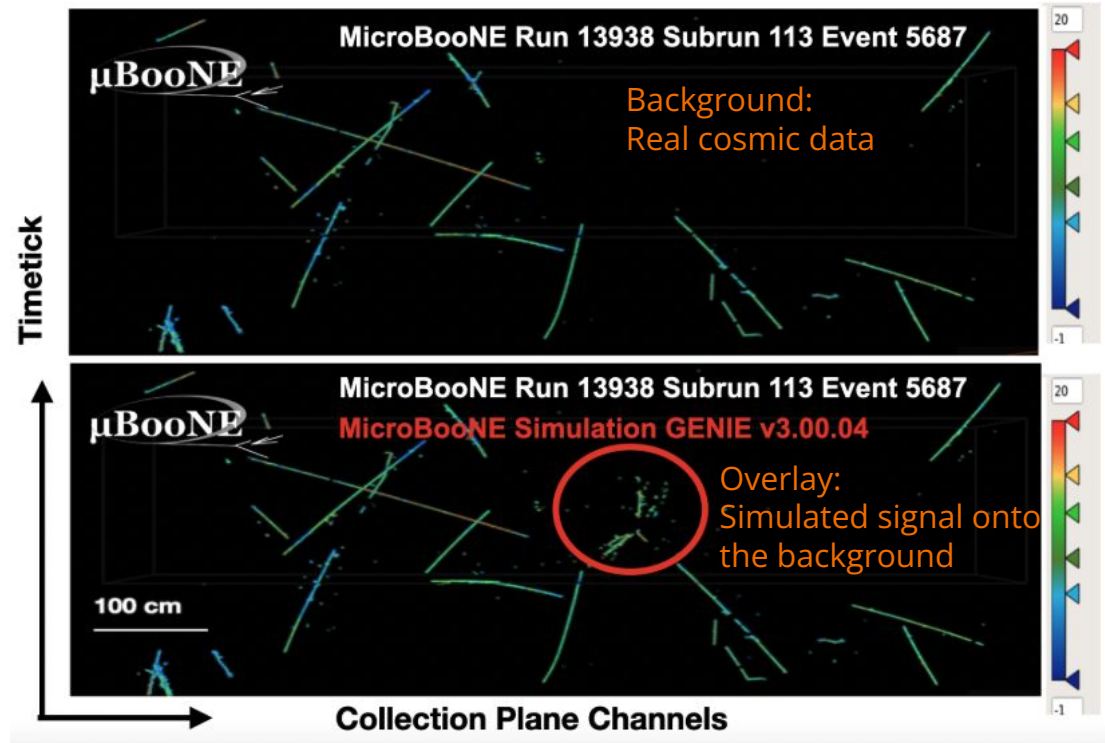 MicroBooNE Run 13938 Subrun 113 Event 5687
µBooNE
Background:
Real cosmic data
20
-1
Timetick
MicroBooNE Run 13938 Subrun 113 Event 5687
µBooNE
MicroBooNE Simulation GENIE v3.00.04
Overlay:
Simulated signal onto
the background
100 cm
20
-1
Collection Plane Channels